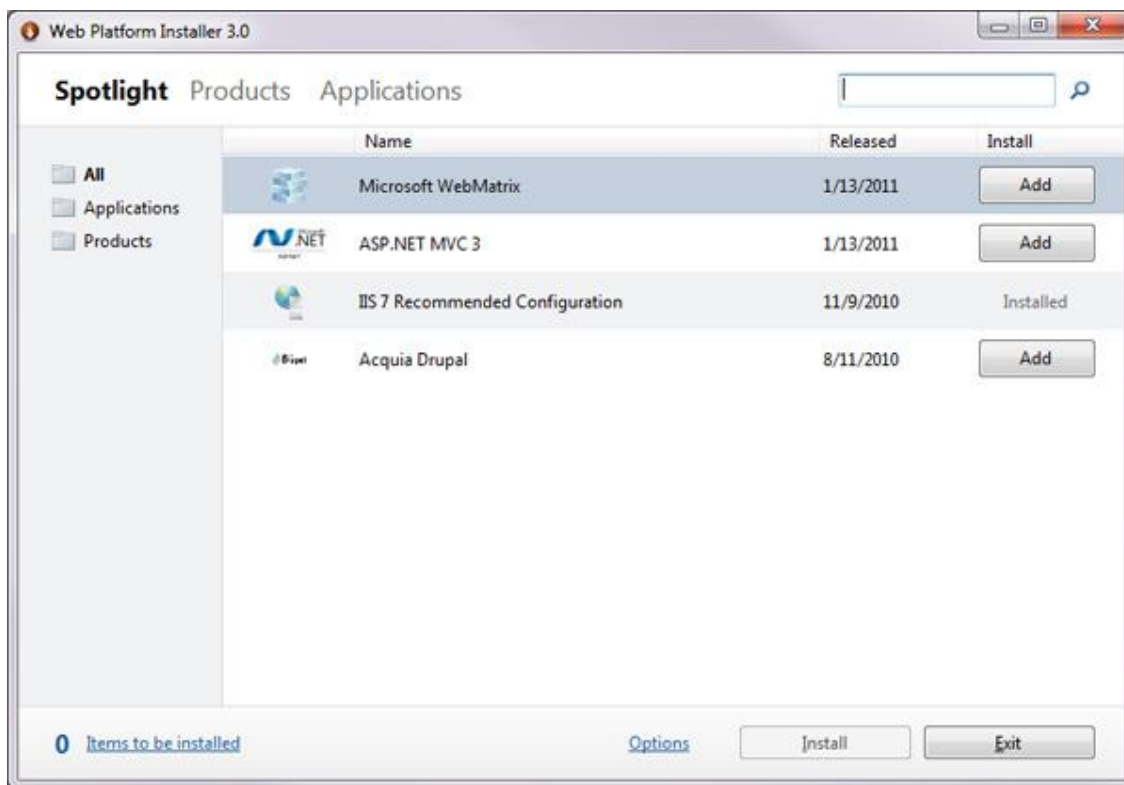 Web Platform Installer 3.0
Spotlight Products Applications
Name Released Install
All
Applications
Products
Microsoft WebMatrix 1/13/2011 Add
.NET ASP.NET MVC 3 1/13/2011 Add
IIS 7 Recommended Configuration 11/9/2010 Installed
Acquia Drupal 8/11/2010 Add
0 Items to be installed Options Install Exit